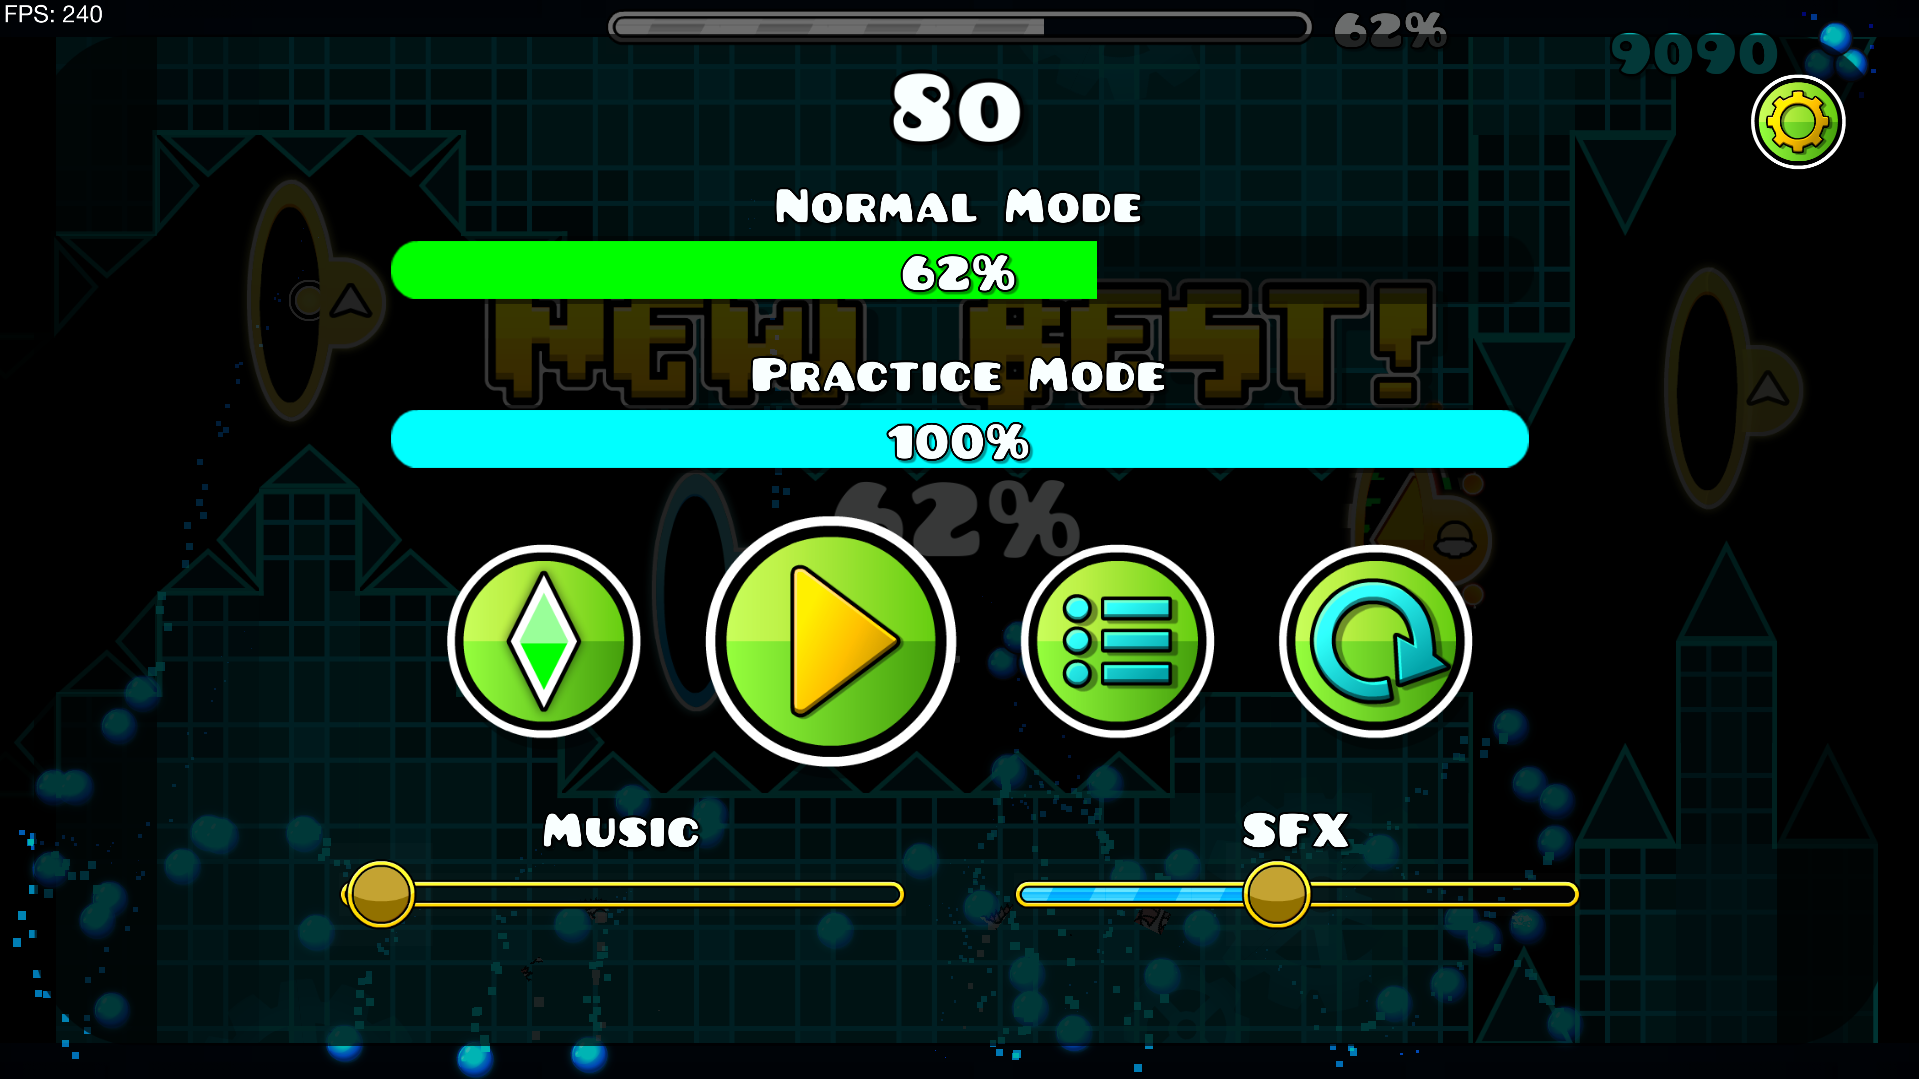 FPS: 240
62%
9090
80
Normal Mode
62%
NEW BEST!
Practice Mode
100%
62%
Music
SFX